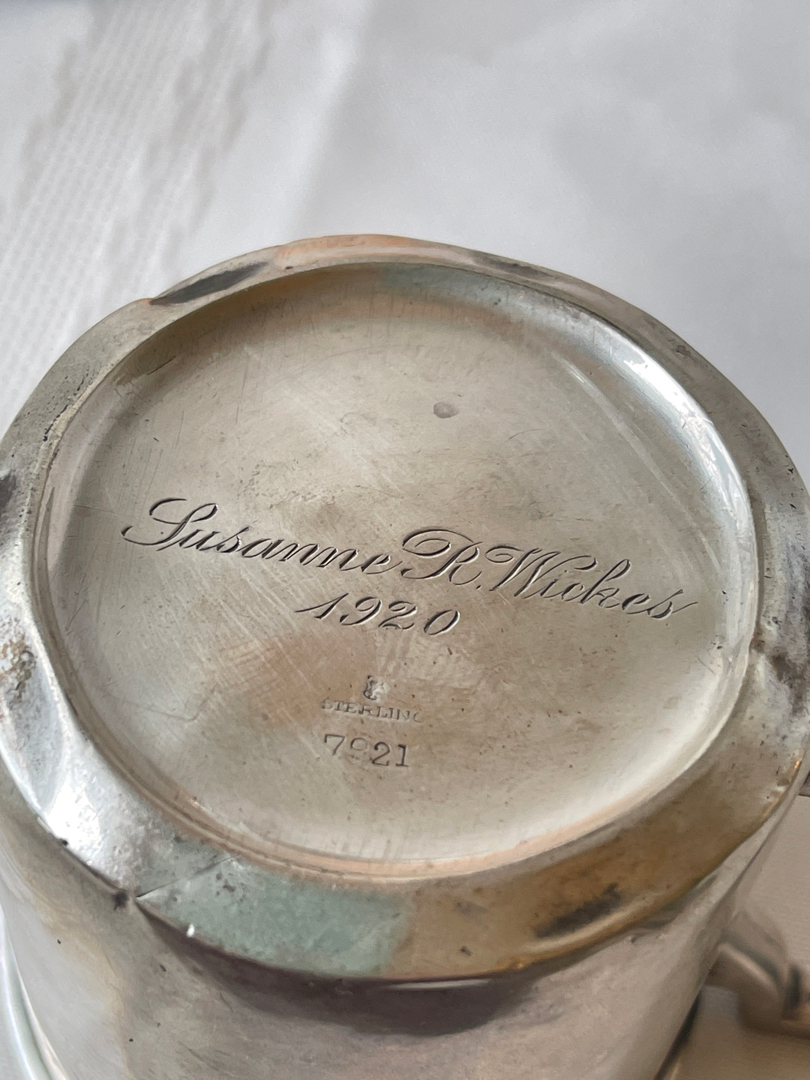 Susanne R. Wickes
1920
STERLING
7921